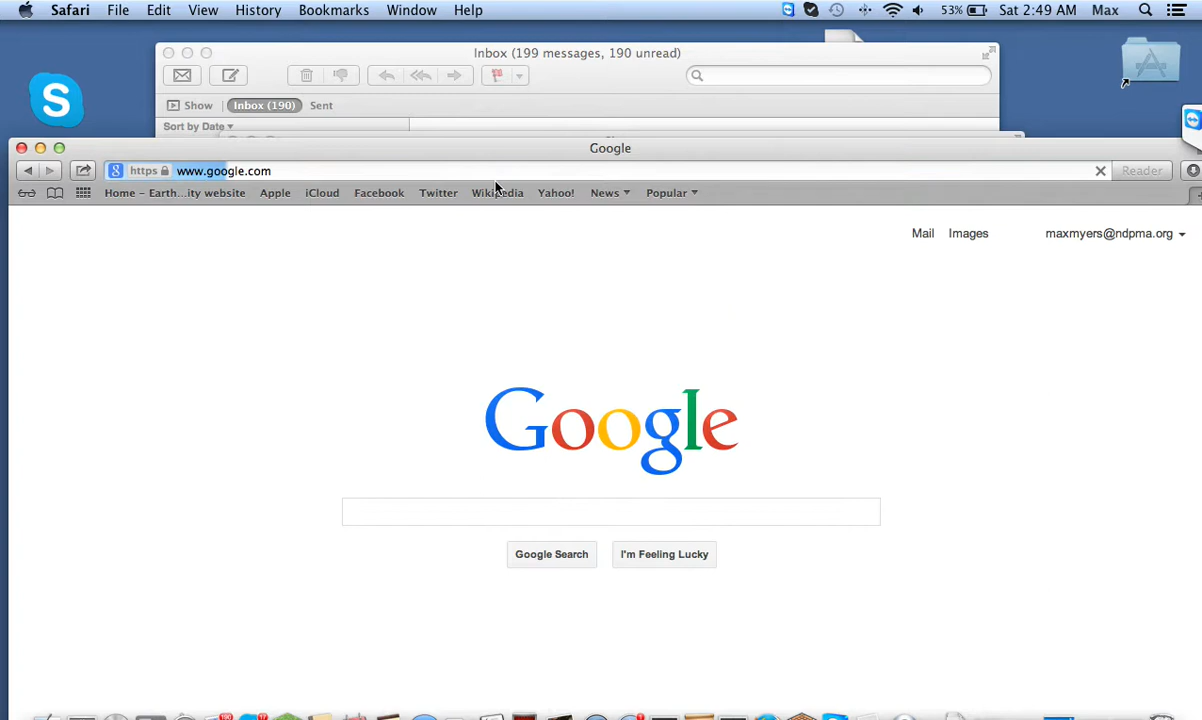 Safari File Edit View History Bookmarks Window Help 53% Sat 2:49 AM Max
Inbox (199 messages, 190 unread)
Show Inbox (190) Sent
Sort by Date
Google
https www.google.com Reader
Home – Earth...ity website Apple iCloud Facebook Twitter Wikipedia Yahoo! News Popular
Mail Images maxmyers@ndpma.org
Google
Google Search I'm Feeling Lucky